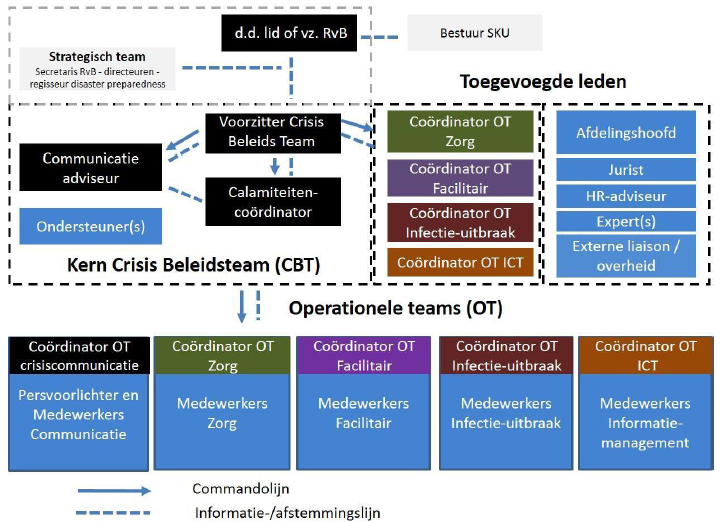 d.d. lid of vz. RvB
Bestuur SKU
Strategisch team
Secretaris RvB - directeuren -
regisseur disaster preparedness
Toegevoegde leden
Voorzitter Crisis
Beleids Team
Communicatie
adviseur
Calamiteiten-
coördinator
Ondersteuner(s)
Kern Crisis Beleidsteam (CBT)
Coördinator OT
Zorg
Coördinator OT
Facilitair
Coördinator OT
Infectie-uitbraak
Coördinator OT ICT
Afdelingshoofd
Jurist
HR-adviseur
Expert(s)
Externe liaison /
overheid
Operationele teams (OT)
Coördinator OT
crisiscommunicatie
Persvoorlichter en
Medewerkers
Communicatie
Coördinator OT
Zorg
Medewerkers
Zorg
Coördinator OT
Facilitair
Medewerkers
Facilitair
Coördinator OT
Infectie-uitbraak
Medewerkers
Infectie-uitbraak
Coördinator OT
ICT
Medewerkers
Informatie-
management
Commandolijn
Informatie-/afstemmingslijn